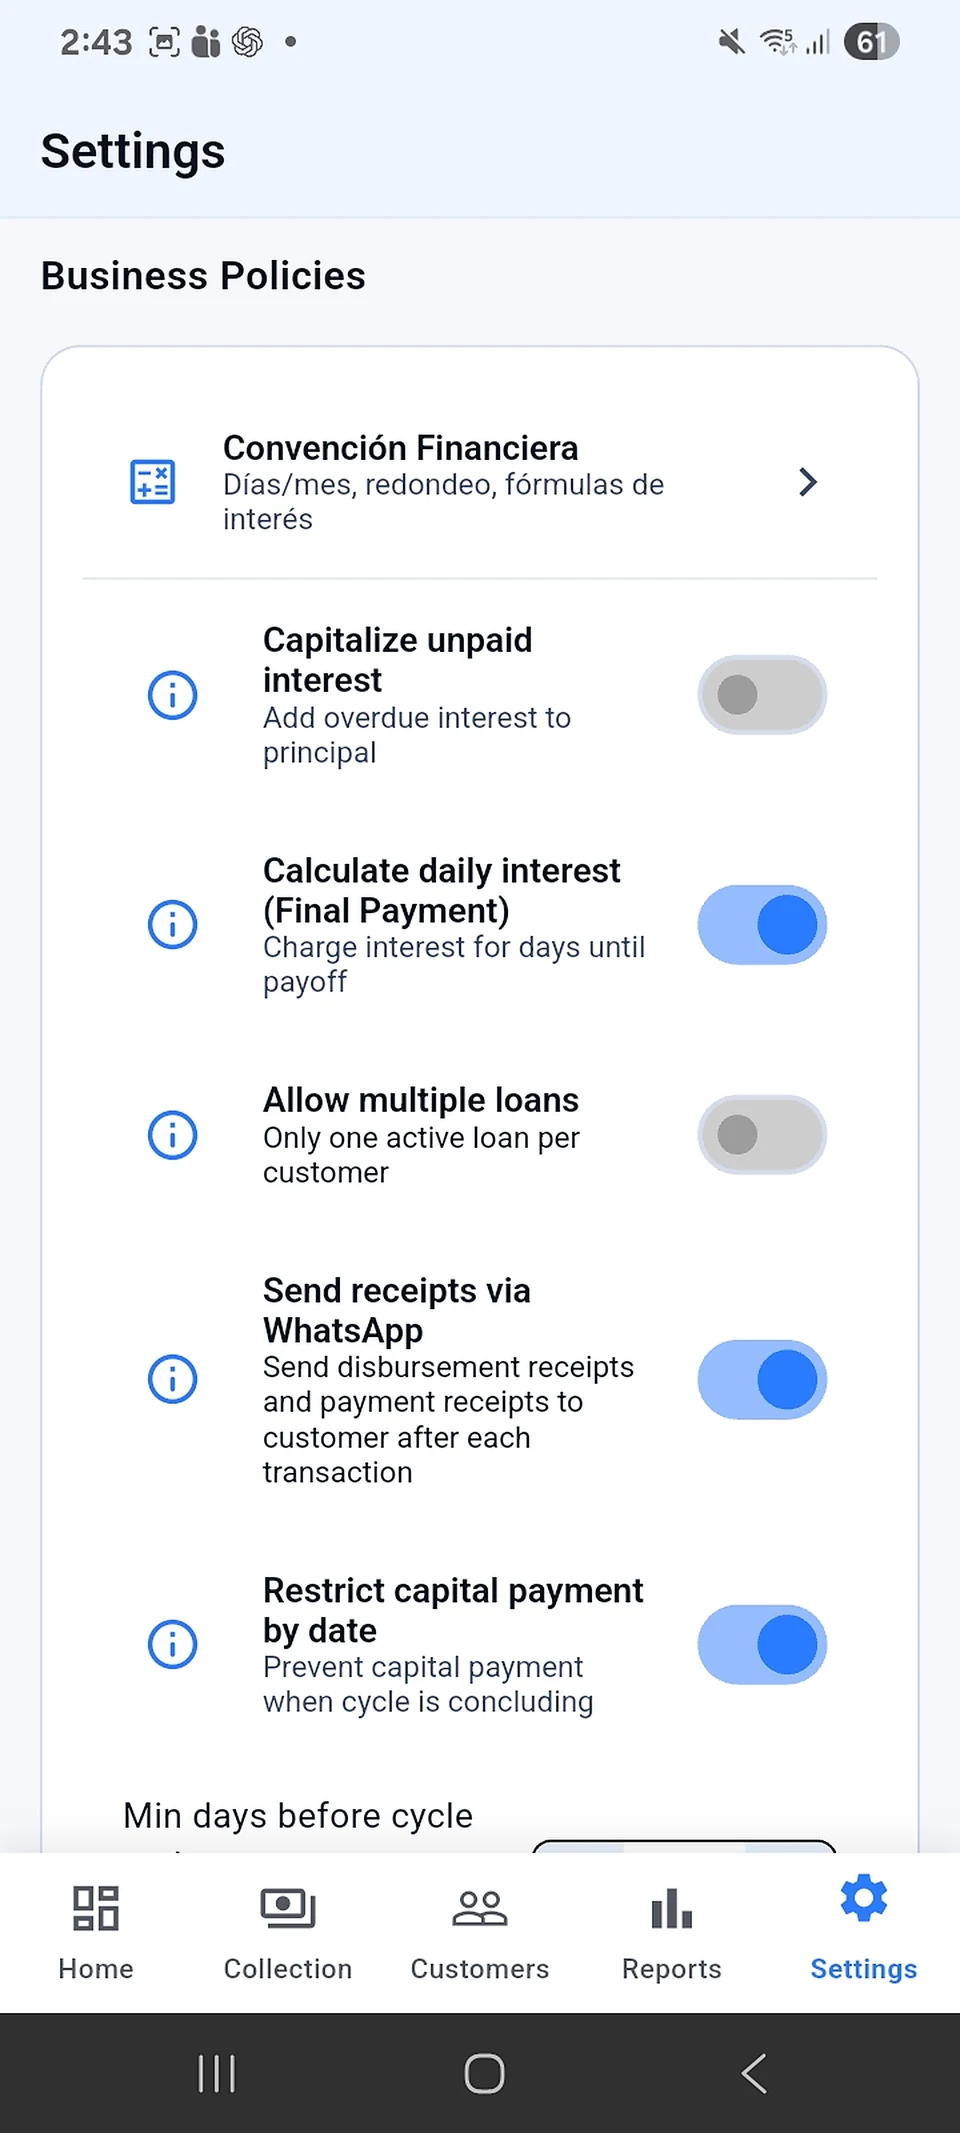 2:43
5
61
Settings
Business Policies
Convención Financiera
Días/mes, redondeo, fórmulas de
interés
Capitalize unpaid
interest
Add overdue interest to
principal
Calculate daily interest
(Final Payment)
Charge interest for days until
payoff
Allow multiple loans
Only one active loan per
customer
Send receipts via
WhatsApp
Send disbursement receipts
and payment receipts to
customer after each
transaction
Restrict capital payment
by date
Prevent capital payment
when cycle is concluding
Min days before cycle
Home
Collection
Customers
Reports
Settings